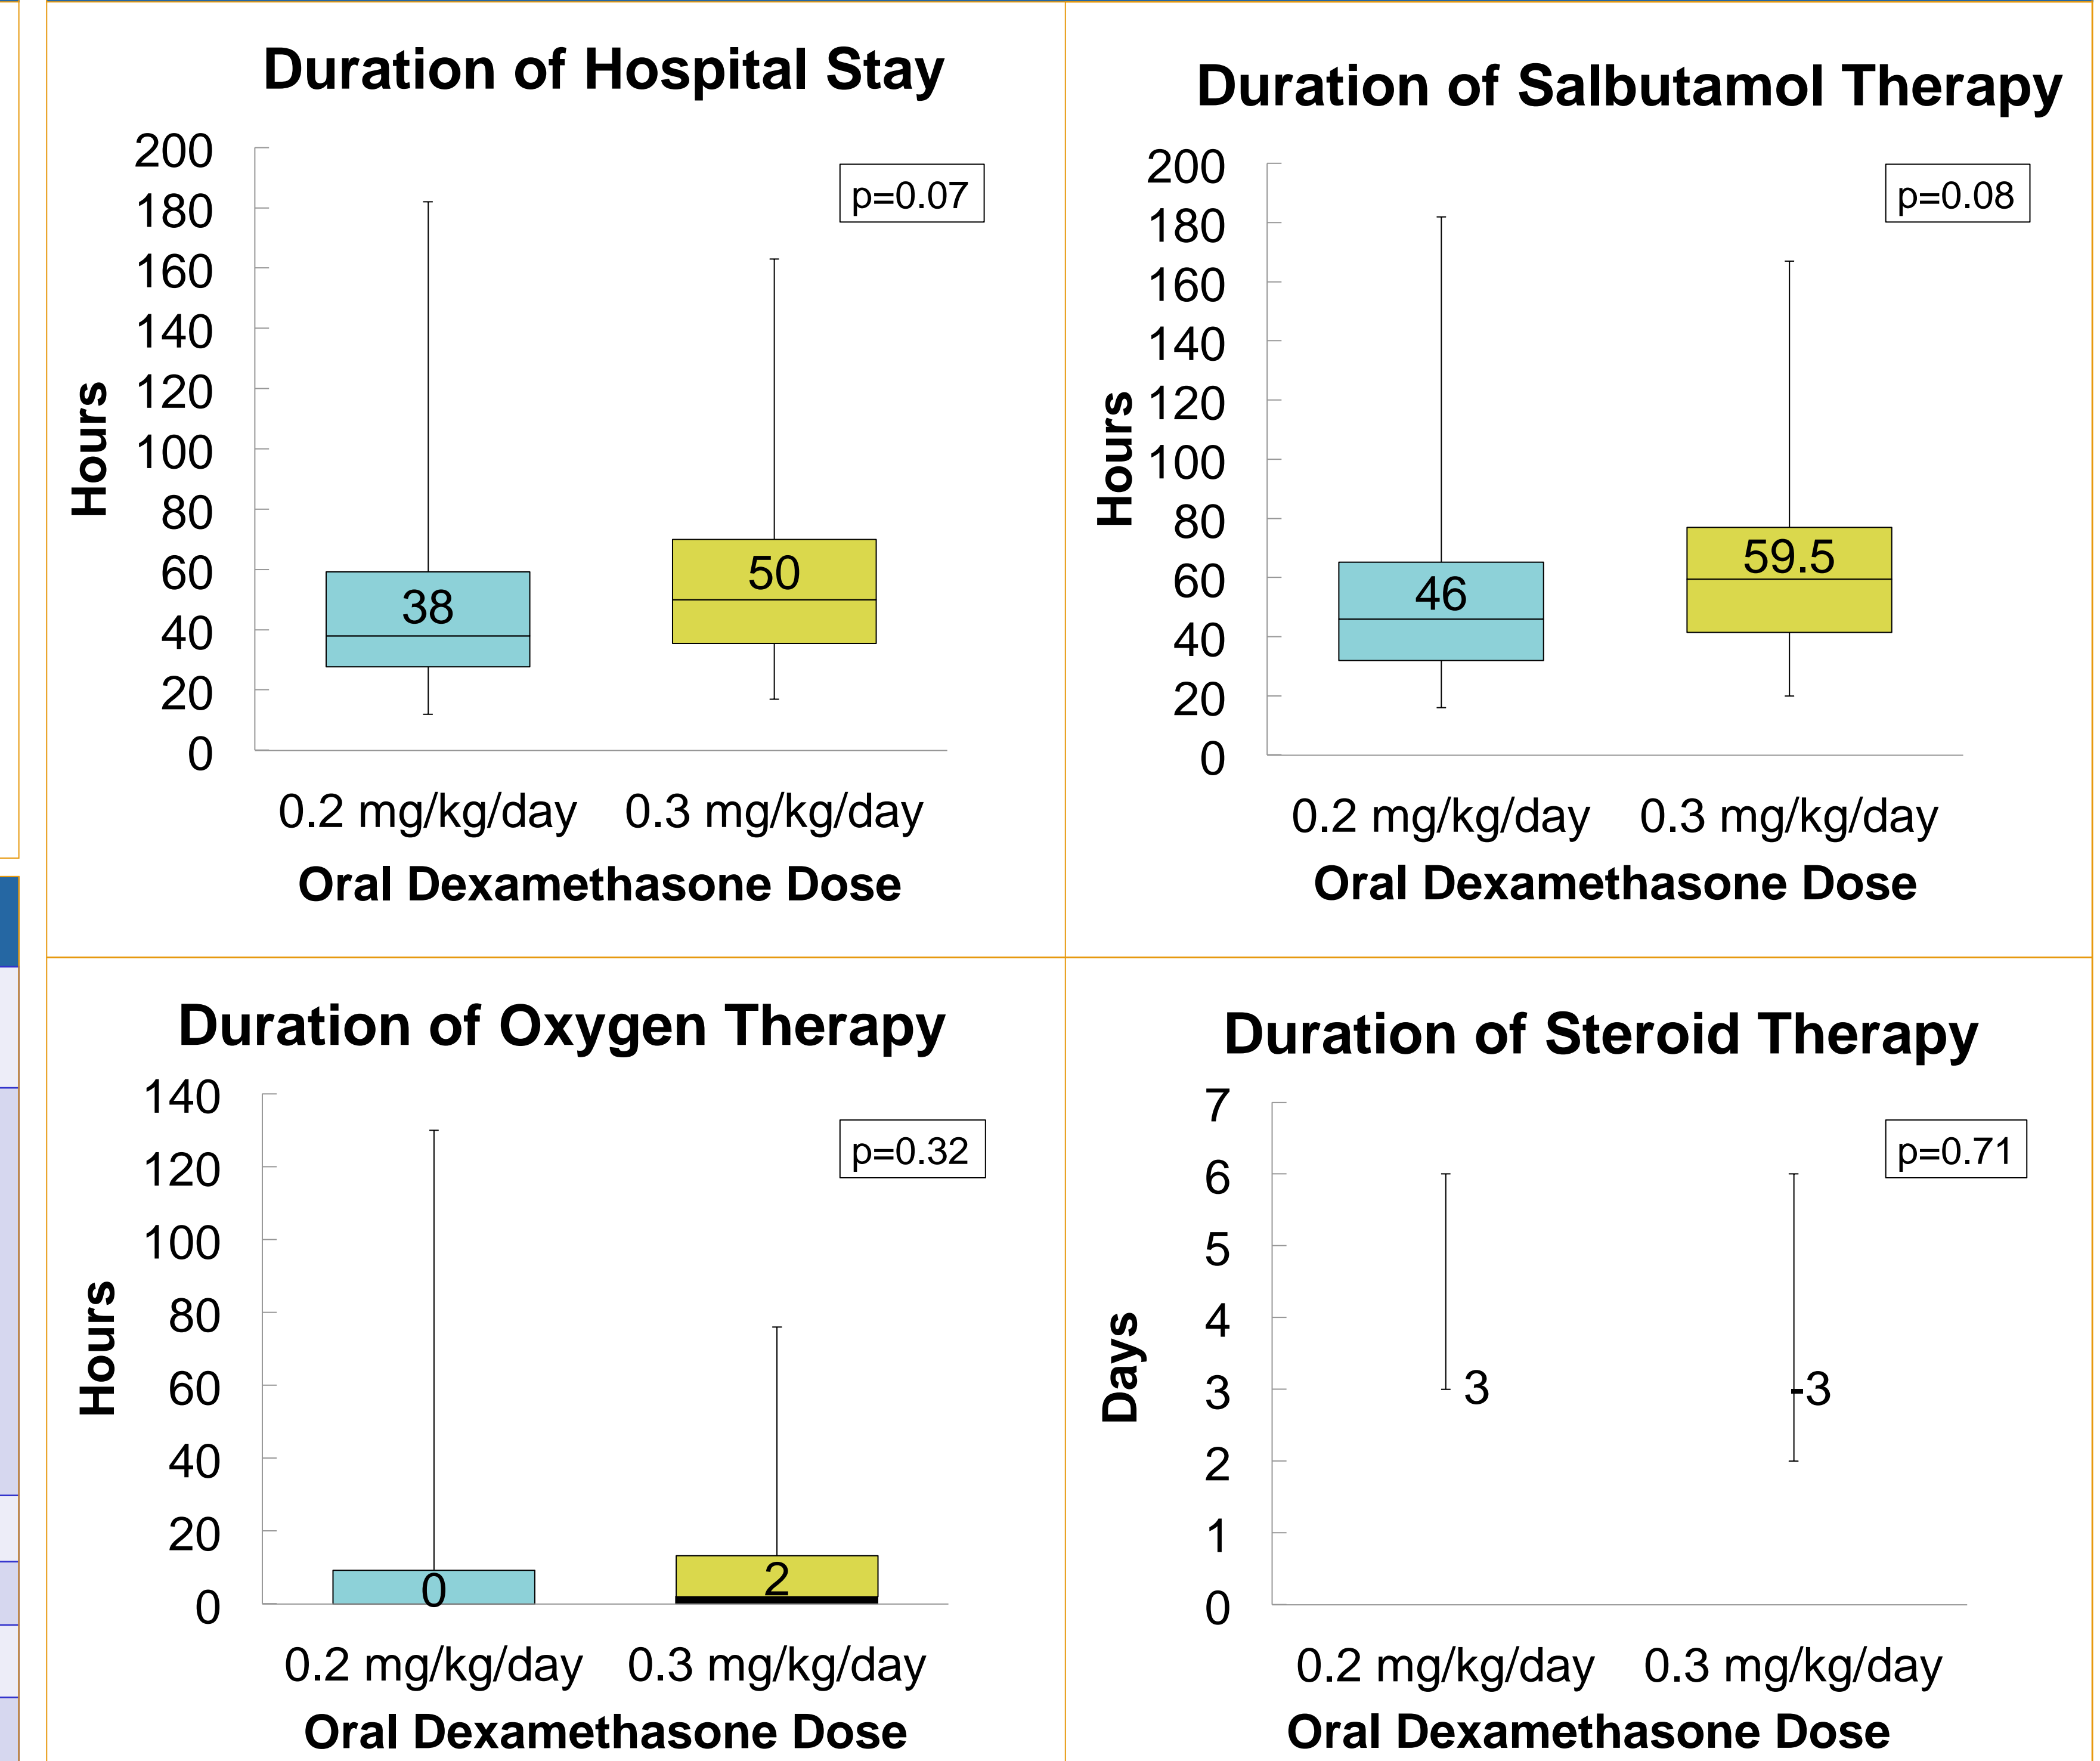 Duration of Hospital Stay
p=0.07
200
180
160
140
120
100
80
60
40
20
0
Hours
38
50
0.2 mg/kg/day
0.3 mg/kg/day
Oral Dexamethasone Dose
Duration of Salbutamol Therapy
p=0.08
200
180
160
140
120
100
80
60
40
20
0
Hours
46
59.5
0.2 mg/kg/day
0.3 mg/kg/day
Oral Dexamethasone Dose
Duration of Oxygen Therapy
p=0.32
140
120
100
80
60
40
20
0
Hours
0
2
0.2 mg/kg/day
0.3 mg/kg/day
Oral Dexamethasone Dose
Duration of Steroid Therapy
p=0.71
7
6
5
4
3
2
1
0
Days
3
3
0.2 mg/kg/day
0.3 mg/kg/day
Oral Dexamethasone Dose